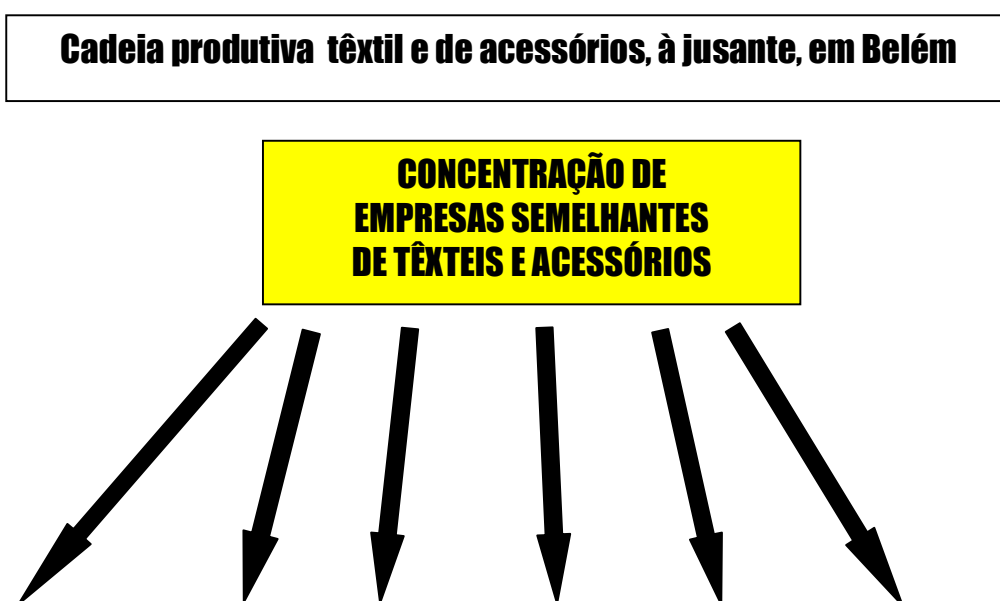 Cadeia produtiva têxtil e de acessórios, à jusante, em Belém
CONCENTRAÇÃO DE
EMPRESAS SEMELHANTES
DE TÊXTEIS E ACESSÓRIOS